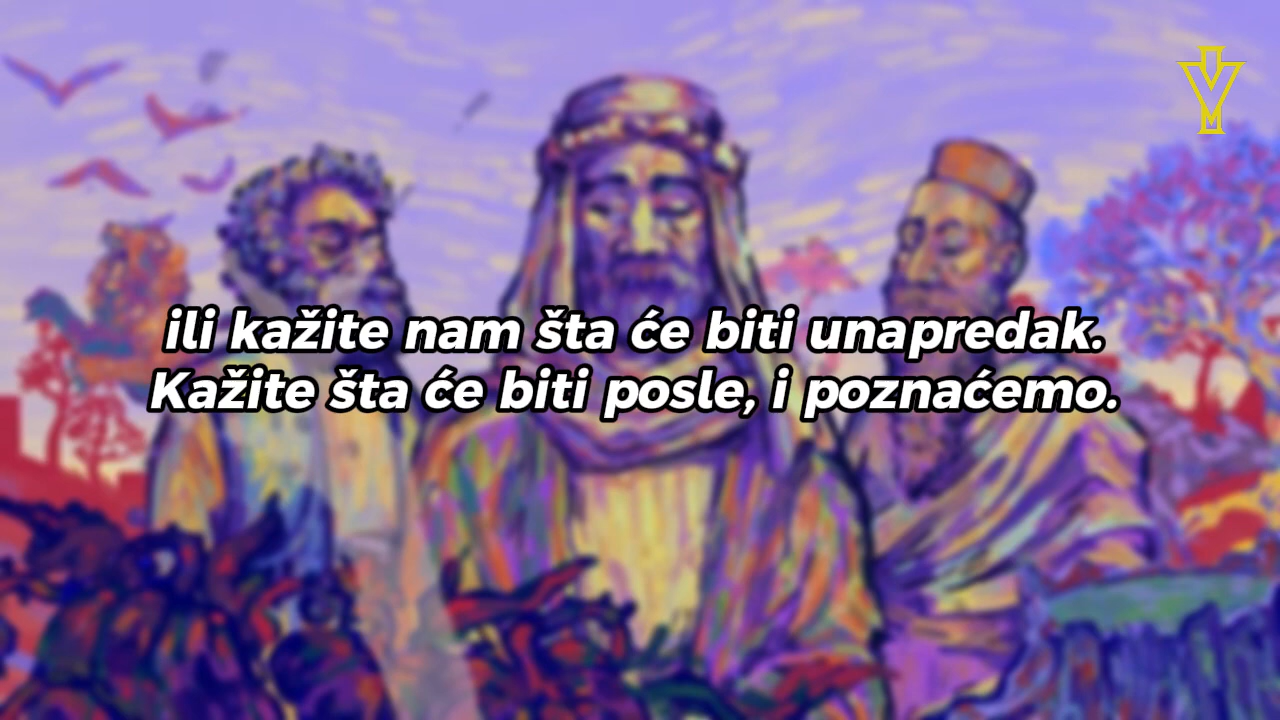 ili kažite nam šta će biti unapredak.
Kažite šta će biti posle, i poznaćemo.